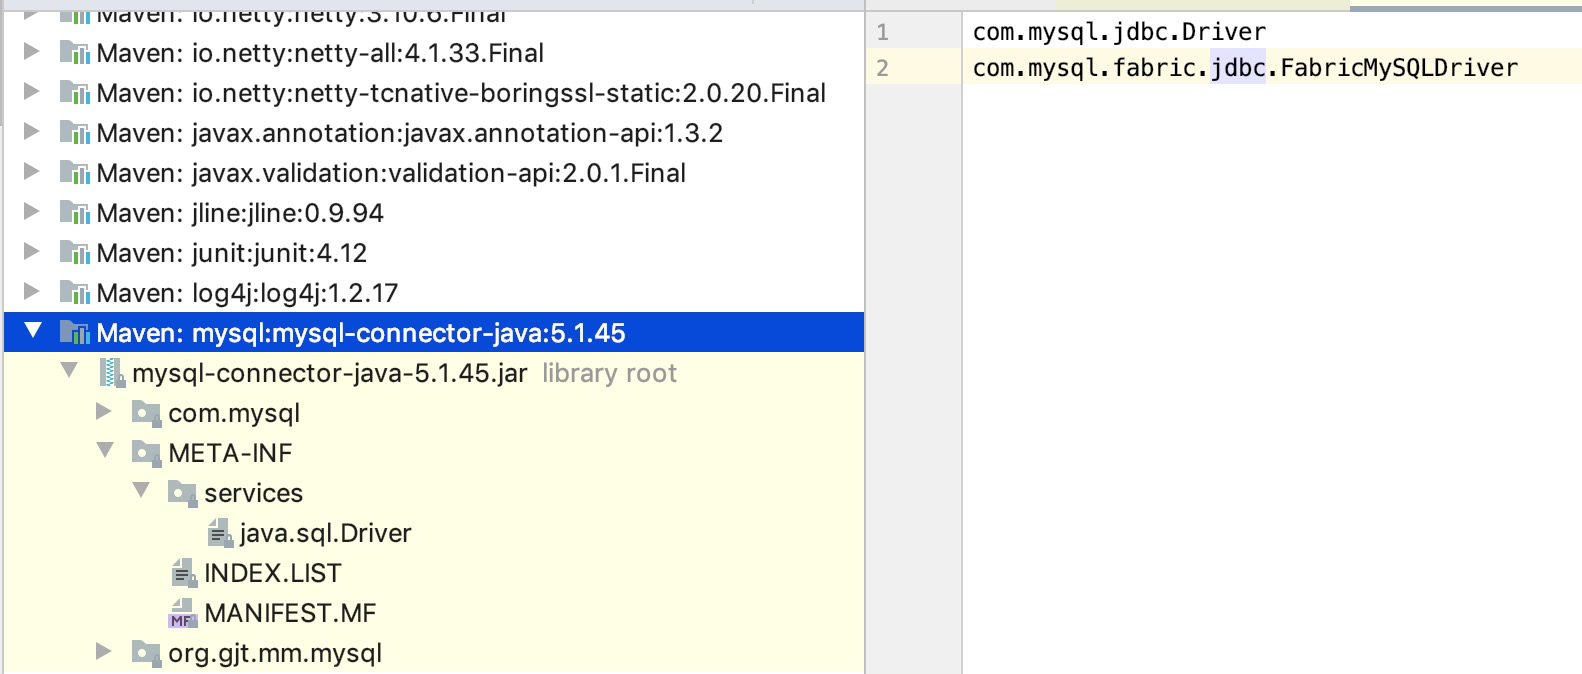 Maven: io.netty:netty:3.10.6.Final
Maven: io.netty:netty-all:4.1.33.Final
Maven: io.netty:netty-tcnative-boringssl-static:2.0.20.Final
Maven: javax.annotation:javax.annotation-api:1.3.2
Maven: javax.validation:validation-api:2.0.1.Final
Maven: jline:jline:0.9.94
Maven: junit:junit:4.12
Maven: log4j:log4j:1.2.17
Maven: mysql:mysql-connector-java:5.1.45
mysql-connector-java-5.1.45.jar library root
com.mysql
META-INF
services
java.sql.Driver
INDEX.LIST
MF MANIFEST.MF
org.gjt.mm.mysql
1 com.mysql.jdbc.Driver
2 com.mysql.fabric.jdbc.FabricMySQLDriver